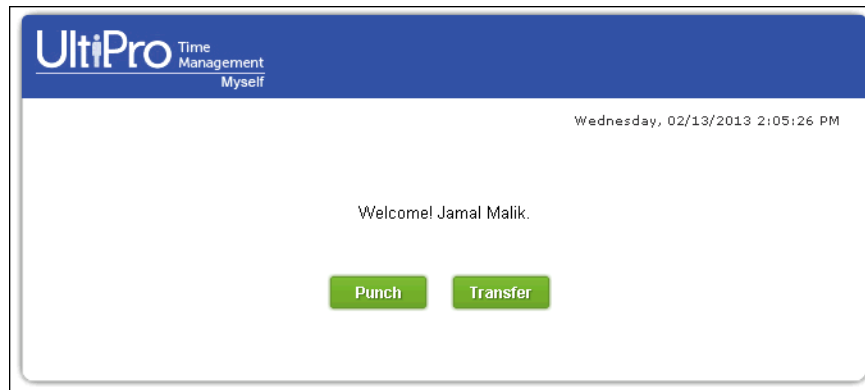 UltiPro Time
Management
Myself
Wednesday, 02/13/2013 2:05:26 PM
Welcome! Jamal Malik.
Punch Transfer